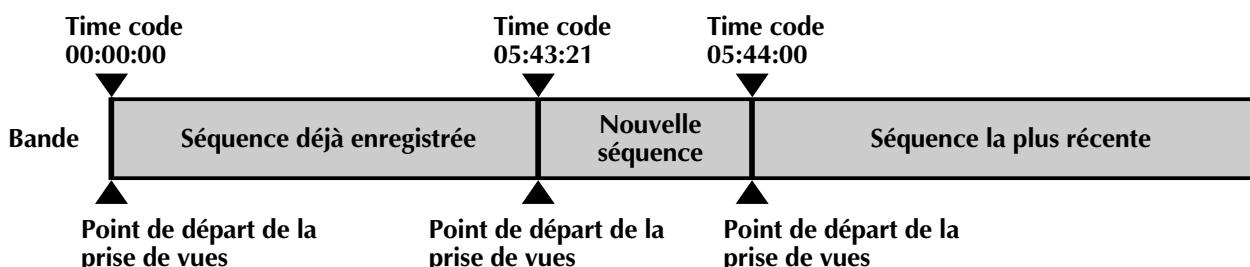 Time code
00:00:00
Time code
05:43:21
Time code
05:44:00
Bande
Séquence déjà enregistrée
Nouvelle
séquence
Séquence la plus récente
Point de départ de la
prise de vues
Point de départ de la
prise de vues
Point de départ de la
prise de vues